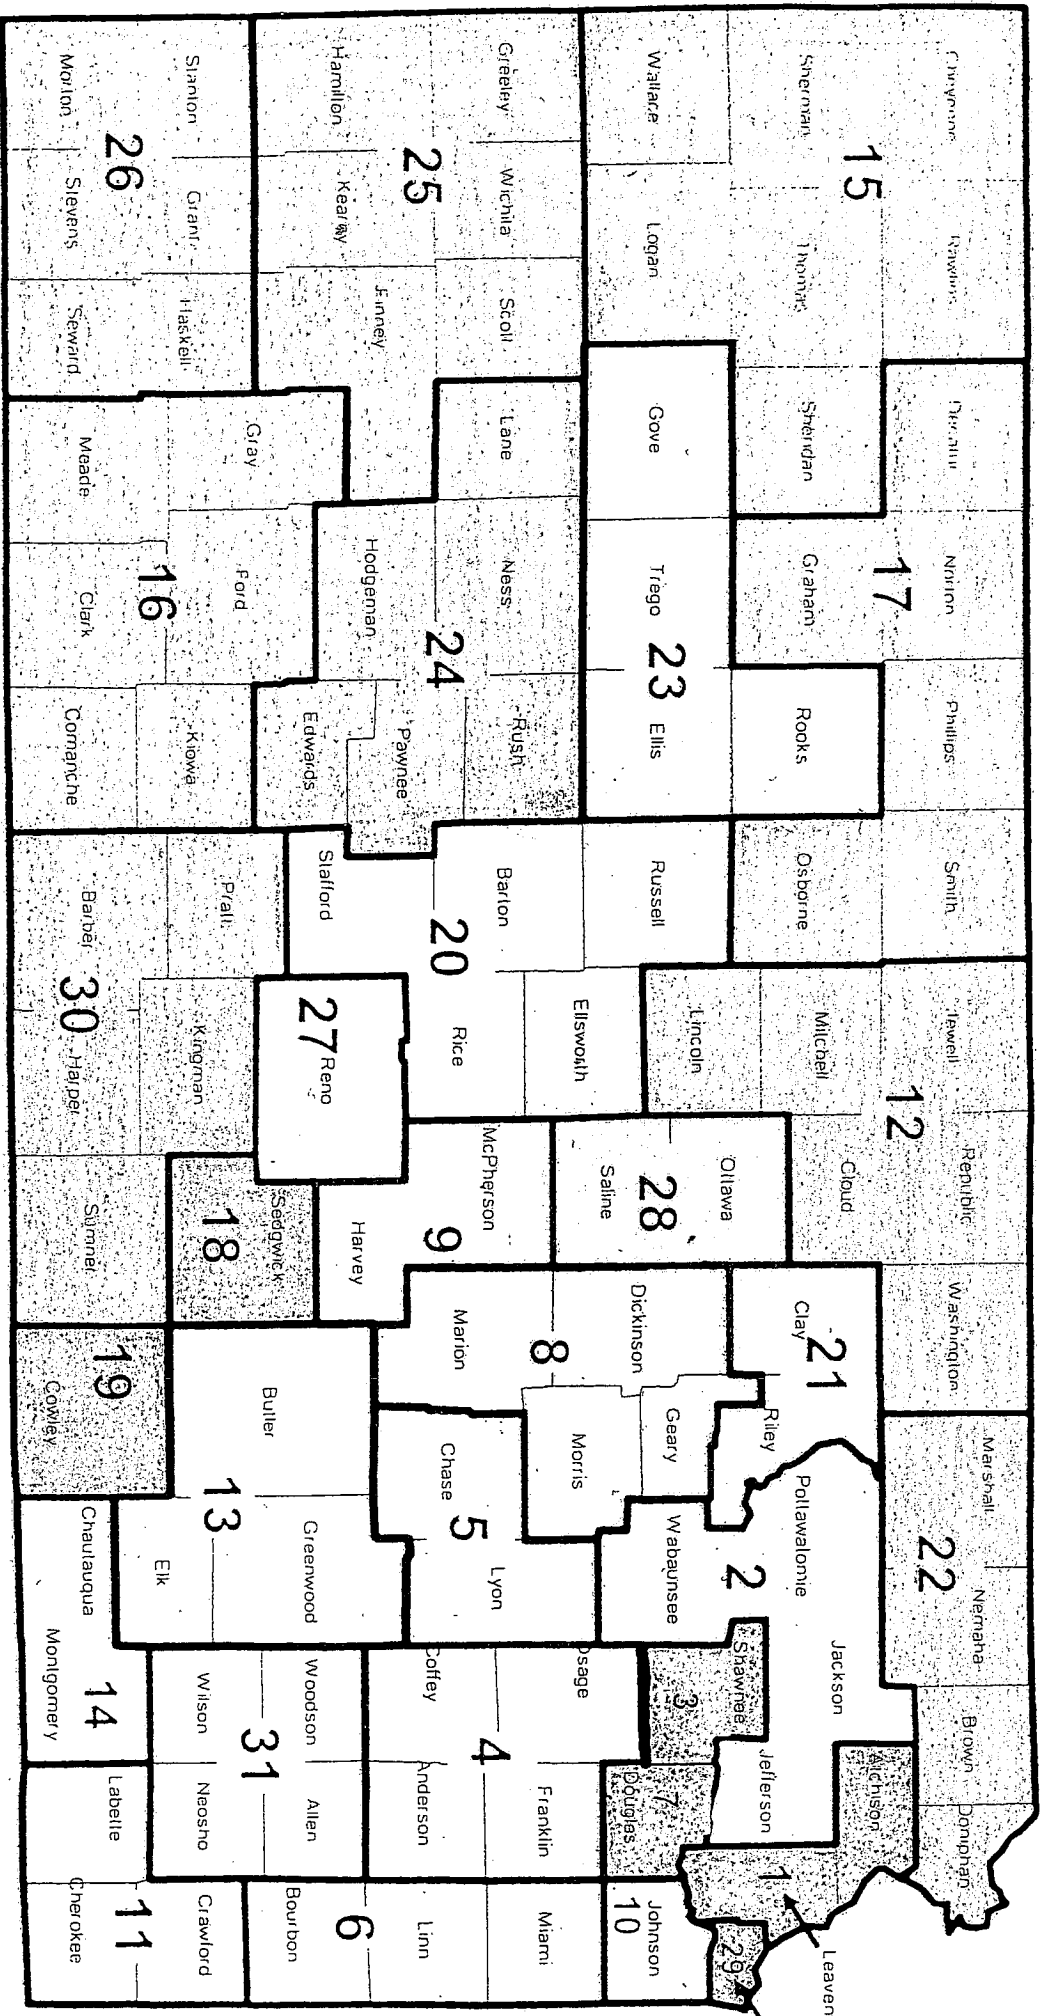 Cheyenne
Rawlins
Decatur
Norton
Phillips
Smith
Jewell
Republic
Washington
Marshall
Nemaha
Brown
Doniphan
15
17
12
22
Sherman
Thomas
Sheridan
Graham
Rooks
Osborne
Mitchell
Cloud
Clay
21
Riley
Pottawatomie
Jackson
Atchison
Jefferson
1
Leaven
29
Wallace
Logan
Gove
Trego
23
Ellis
Russell
Lincoln
Ottawa
28
Saline
Dickinson
Geary
Wabaunsee
2
Shawnee
3
7
Douglas
Johnson
10
Greeley
Wichita
Scott
Lane
Ness
Rush
Barton
Ellsworth
Rice
20
McPherson
9
Marion
8
Morris
Chase
5
Lyon
Osage
Coffey
4
Franklin
Anderson
Miami
Linn
6
Bourbon
25
Hamilton
Kearny
Finney
Hodgeman
24
Pawnee
Edwards
Stafford
27
Reno
Harvey
Butler
13
Greenwood
Elk
Woodson
Wilson
31
Allen
Neosho
Crawford
11
Cherokee
Stanton
Grant
Haskell
Gray
Ford
16
Kiowa
Pratt
Kingman
Sedgwick
18
26
Morton
Stevens
Seward
Meade
Clark
Comanche
Barber
30
Harper
Sumner
19
Cowley
Chautauqua
Montgomery
14
Labette